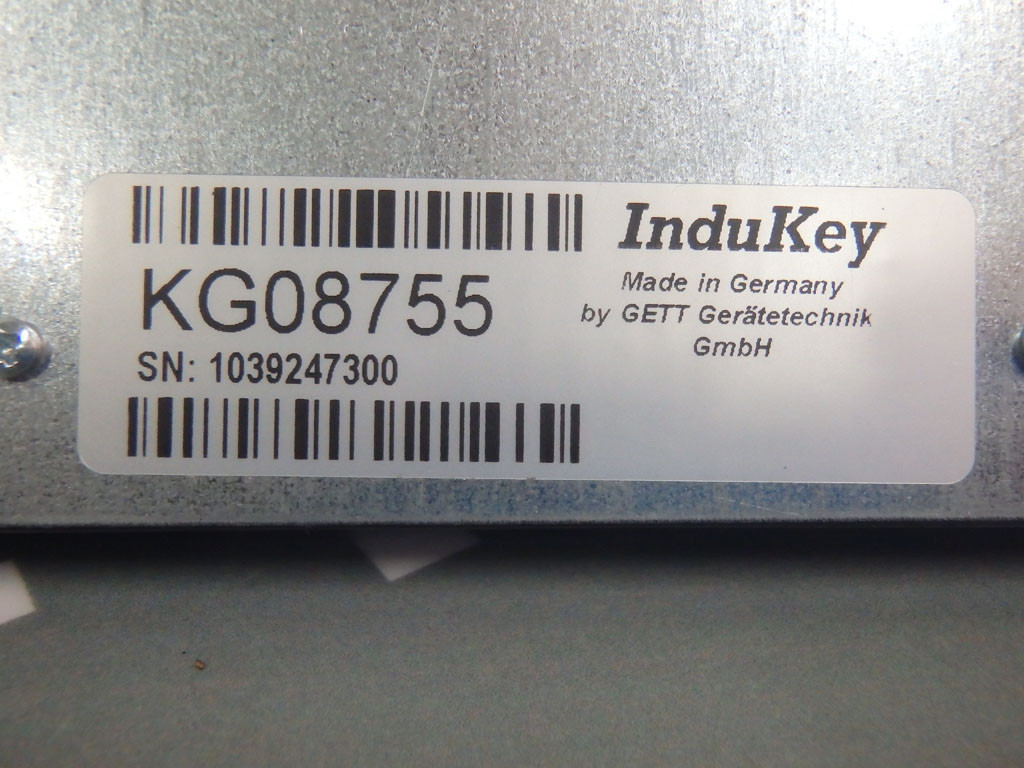 InduKey
KG08755
Made in Germany
by GETT Gerätetechnik
GmbH
SN: 1039247300